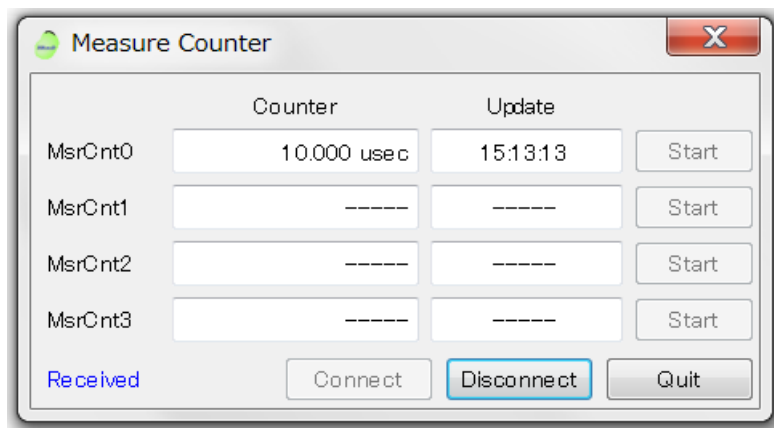 Measure Counter
Counter Update
MsrCnt0 10.000 usec 15:13:13 Start
MsrCnt1 ----- ----- Start
MsrCnt2 ----- ----- Start
MsrCnt3 ----- ----- Start
Received Connect Disconnect Quit